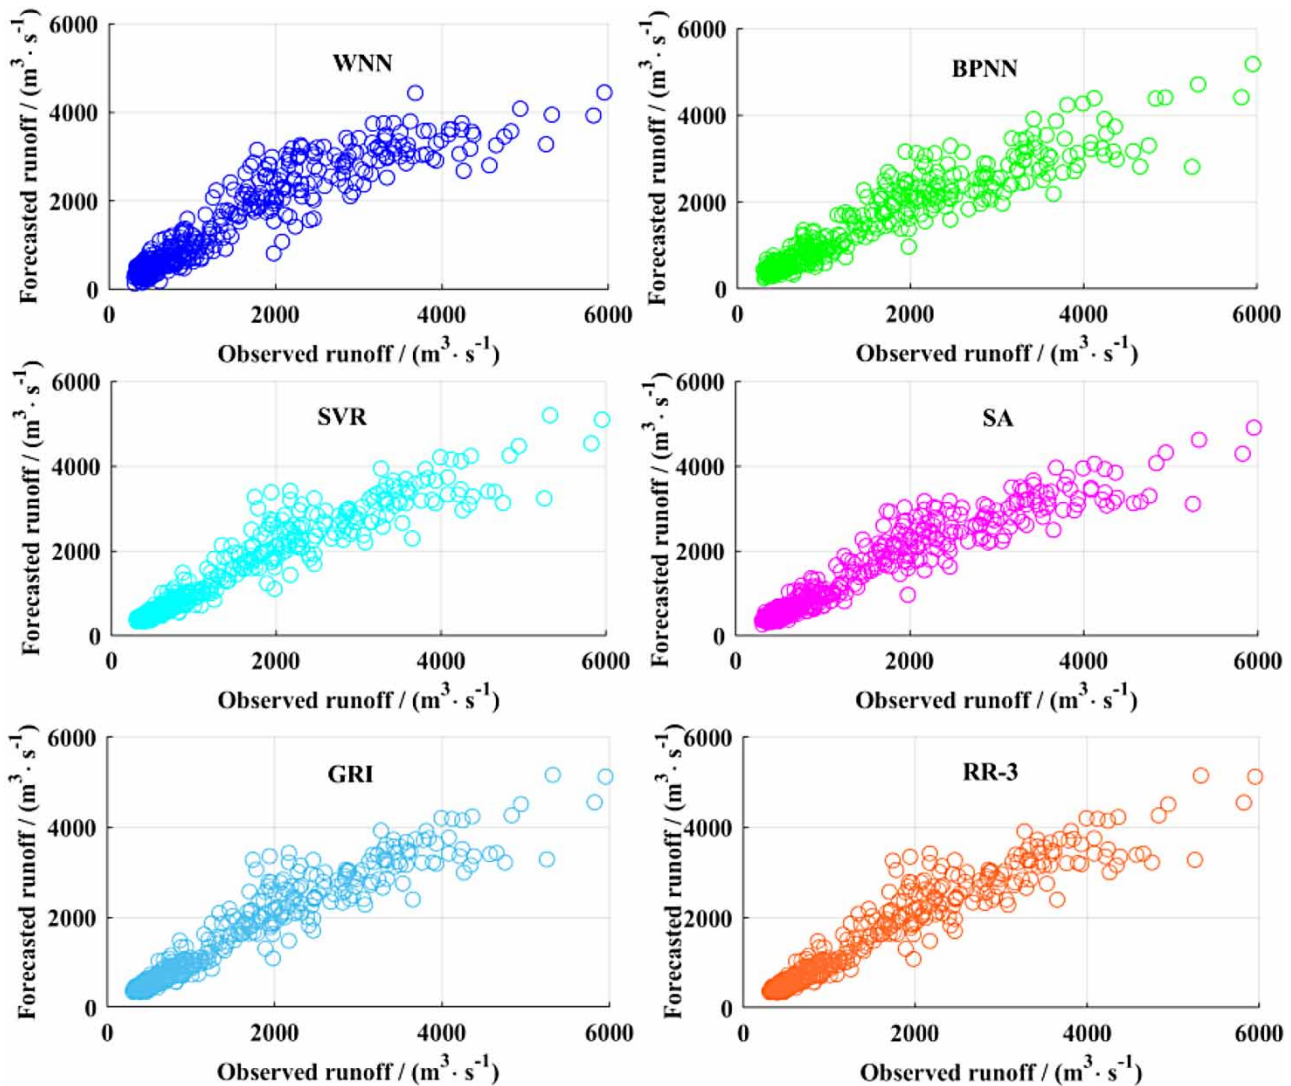 WNN
Forecasted runoff / (m³· s⁻¹)
6000
4000
2000
0
0 2000 4000 6000
Observed runoff / (m³· s⁻¹)
BPNN
Forecasted runoff / (m³· s⁻¹)
6000
4000
2000
0
0 2000 4000 6000
Observed runoff / (m³· s⁻¹)
SVR
Forecasted runoff / (m³· s⁻¹)
6000
4000
2000
0
0 2000 4000 6000
Observed runoff / (m³· s⁻¹)
SA
Forecasted runoff / (m³· s⁻¹)
6000
4000
2000
0
0 2000 4000 6000
Observed runoff / (m³· s⁻¹)
GRI
Forecasted runoff / (m³· s⁻¹)
6000
4000
2000
0
0 2000 4000 6000
Observed runoff / (m³· s⁻¹)
RR-3
Forecasted runoff / (m³· s⁻¹)
6000
4000
2000
0
0 2000 4000 6000
Observed runoff / (m³· s⁻¹)